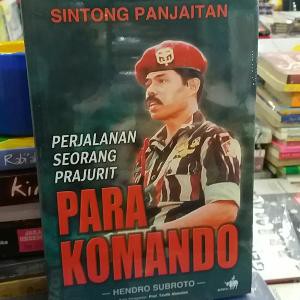 SINTONG PANJAITAN
PERJALANAN
SEORANG
PRAJURIT
PARA
KOMANDO
HENDRO SUBROTO